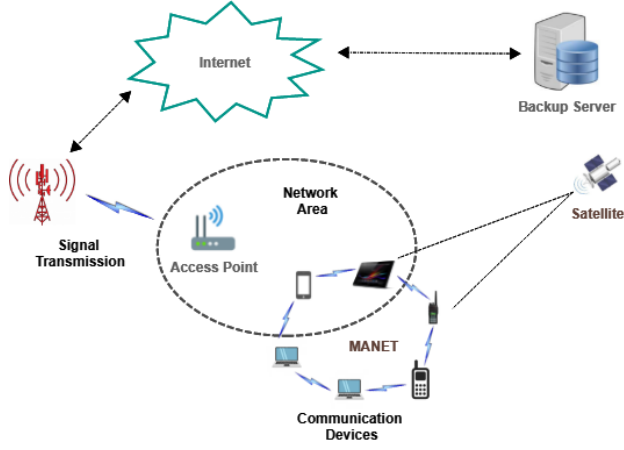 Internet
Backup Server
Network
Area
Satellite
Signal
Transmission
Access Point
MANET
Communication
Devices